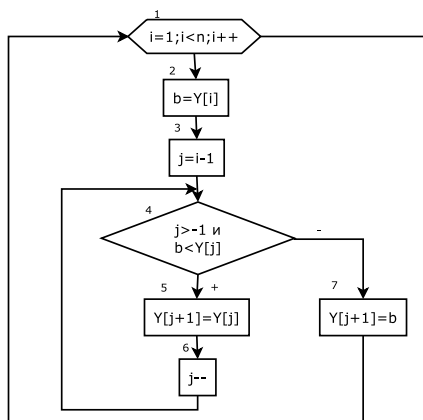 1
i=1;i<n;i++
2
b=Y[i]
3
j=i-1
4
j>-1 и
b<Y[j]
-
5
+
7
Y[j+1]=Y[j]
Y[j+1]=b
6
j--